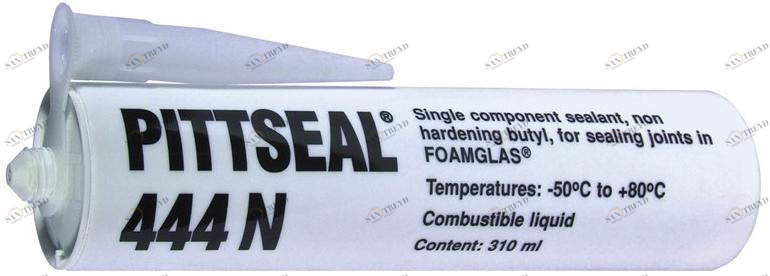 PITTSEAL®
444 N
Single component sealant, non
hardening butyl, for sealing joints in
FOAMGLAS®
Temperatures: -50ºC to +80ºC
Combustible liquid
Content: 310 ml
SANTREYD